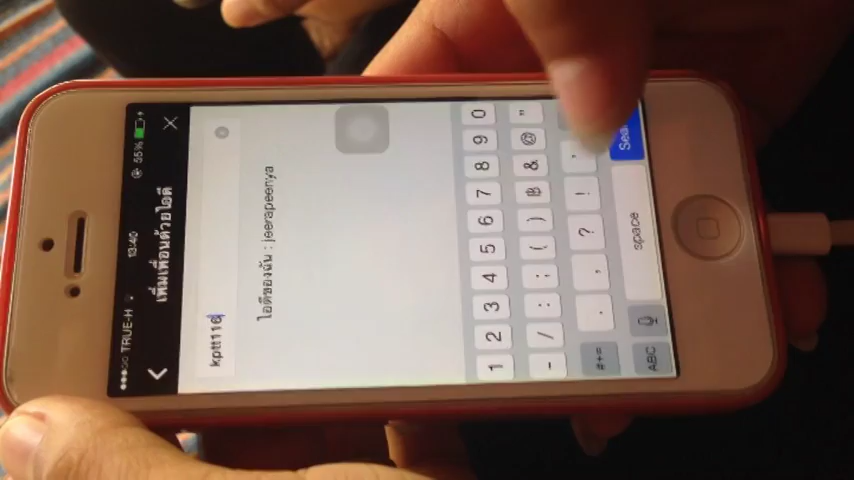 TRUE-H 13:40 55%
เพิ่มเพื่อนด้วยไอดี
kptt116
ไอดีของฉัน : jeerapeenya
1 2 3 4 5 6 7 8 9 0
- / : ; ( ) ฿ & @ "
#+= . , ? ! '
ABC space Sea